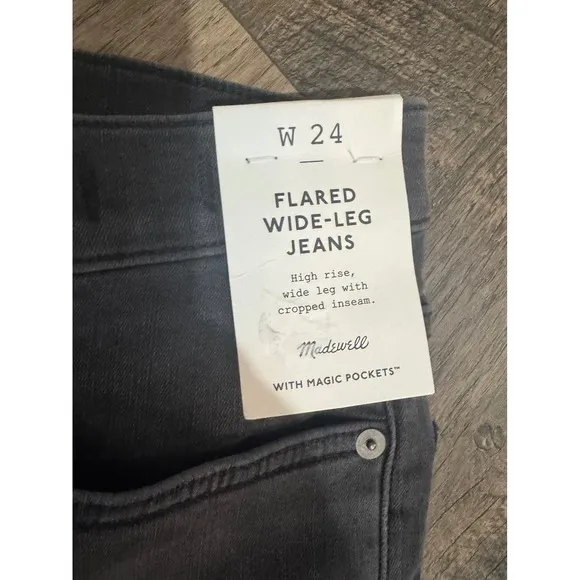 W 24
FLARED
WIDE-LEG
JEANS
High rise,
wide leg with
cropped inseam.
Madewell
WITH MAGIC POCKETS™